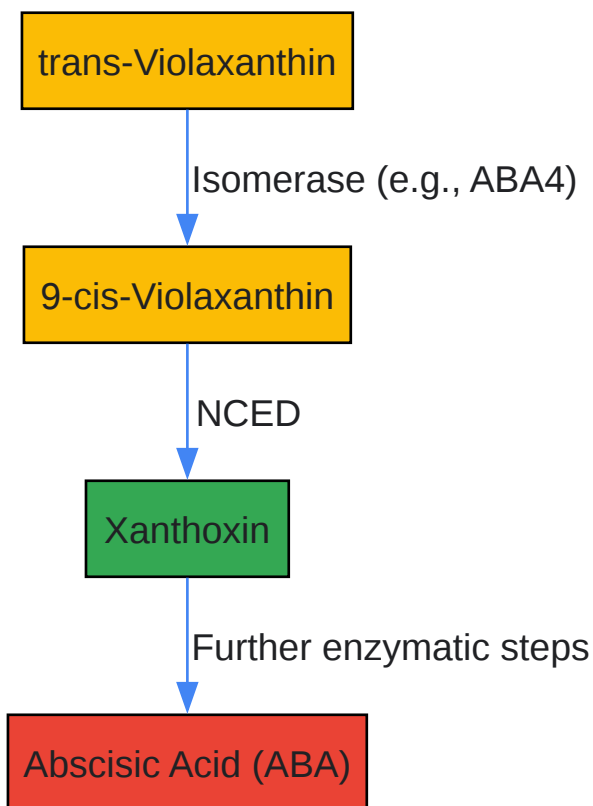 trans-Violaxanthin
Isomerase (e.g., ABA4)
9-cis-Violaxanthin
NCED
Xanthoxin
Further enzymatic steps
Abscisic Acid (ABA)